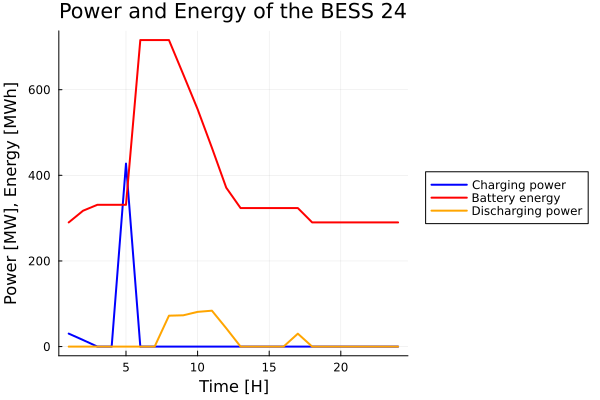 Power and Energy of the BESS 24
Power [MW], Energy [MWh]
600
400
200
0
5
10
15
20
Time [H]
Charging power
Battery energy
Discharging power